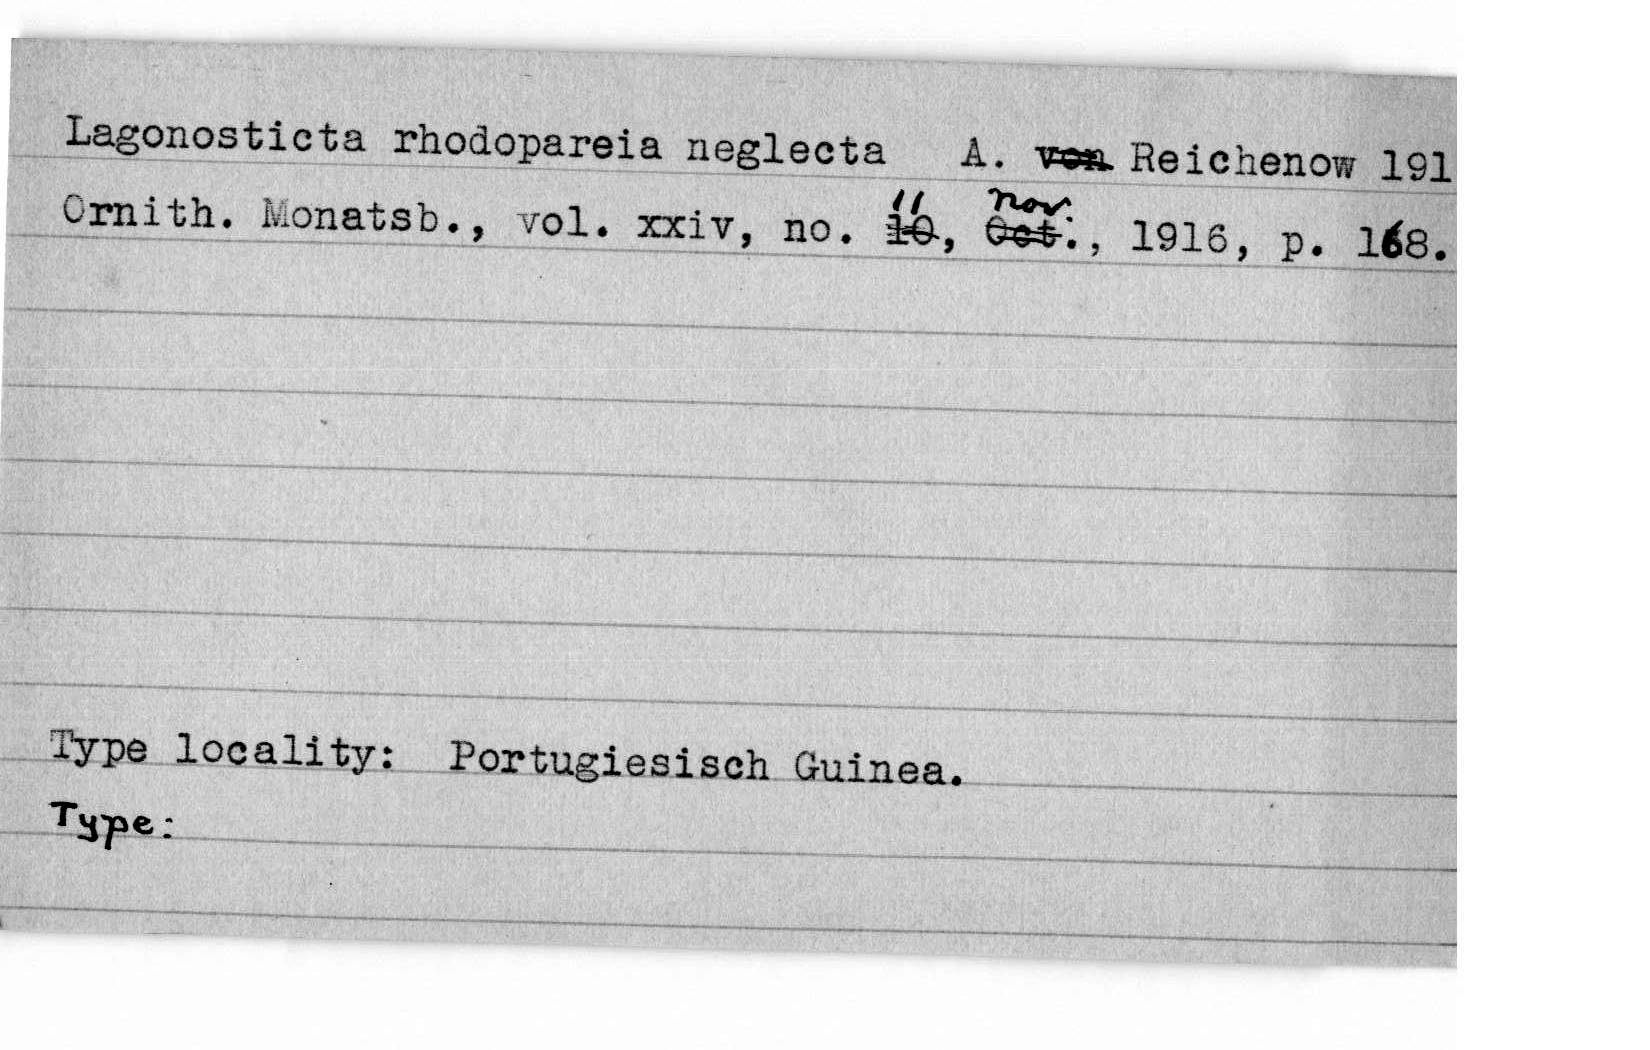 Lagonosticta rhodopareia neglecta A. von Reichenow 191
Ornith. Monatsb., vol. xxiv, no. 10 11, Oct. Nov., 1916, p. 168.
Type locality: Portugiesisch Guinea.
Type: